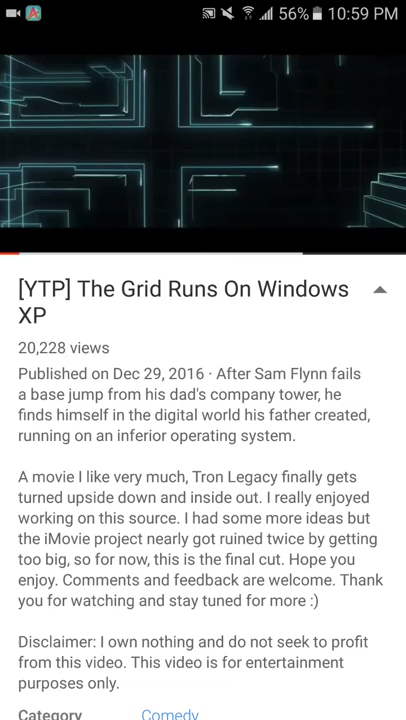 56% 10:59 PM
[YTP] The Grid Runs On Windows
XP
20,228 views
Published on Dec 29, 2016 · After Sam Flynn fails
a base jump from his dad's company tower, he
finds himself in the digital world his father created,
running on an inferior operating system.
A movie I like very much, Tron Legacy finally gets
turned upside down and inside out. I really enjoyed
working on this source. I had some more ideas but
the iMovie project nearly got ruined twice by getting
too big, so for now, this is the final cut. Hope you
enjoy. Comments and feedback are welcome. Thank
you for watching and stay tuned for more :)
Disclaimer: I own nothing and do not seek to profit
from this video. This video is for entertainment
purposes only.
Category Comedy